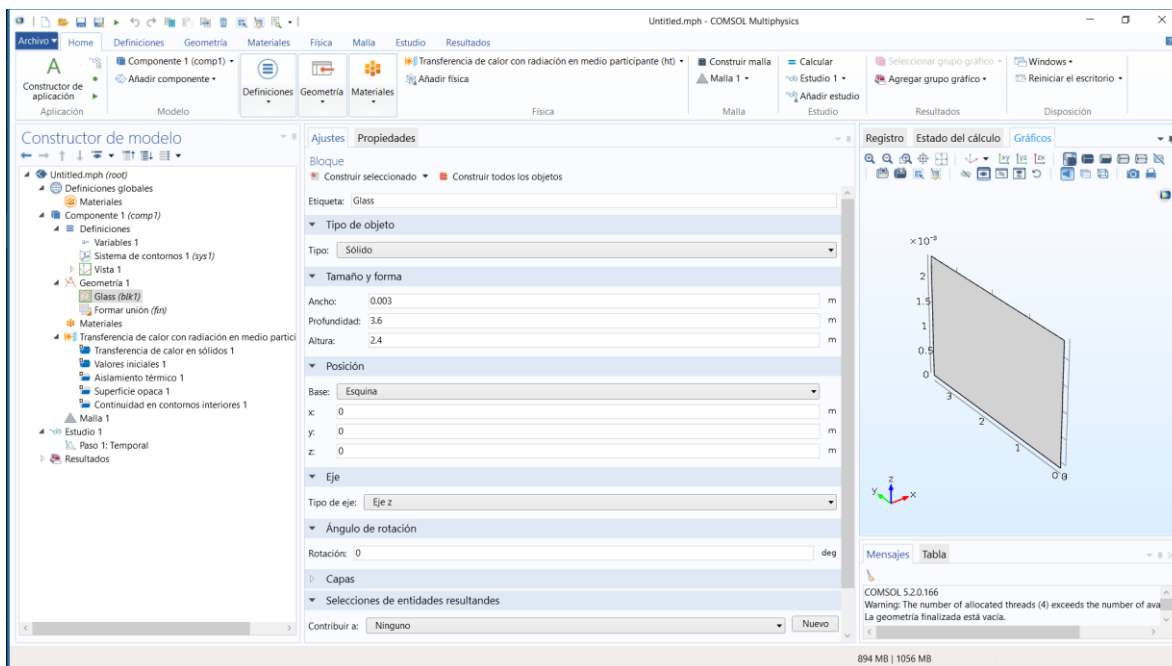 Untitled.mph - COMSOL Multiphysics
Archivo Home Definiciones Geometría Materiales Física Malla Estudio Resultados
A
Constructor de aplicación
Aplicación
Componente 1 (comp1)
Añadir componente
Modelo
Definiciones
Geometría
Materiales
Transferencia de calor con radiación en medio participante (ht)
Añadir física
Física
Construir malla
Malla 1
Malla
Calcular
Estudio 1
Añadir estudio
Estudio
Seleccionar grupo gráfico
Agregar grupo gráfico
Resultados
Windows
Reiniciar el escritorio
Disposición
Constructor de modelo
Untitled.mph (root)
Definiciones globales
Materiales
Componente 1 (comp1)
Definiciones
a= Variables 1
Sistema de contornos 1 (sys1)
Vista 1
Geometría 1
Glass (blk1)
Formar unión (fin)
Materiales
Transferencia de calor con radiación en medio partici
Transferencia de calor en sólidos 1
Valores iniciales 1
Aislamiento térmico 1
Superficie opaca 1
Continuidad en contornos interiores 1
Malla 1
Estudio 1
Paso 1: Temporal
Resultados
Ajustes Propiedades
Bloque
Construir seleccionado Construir todos los objetos
Etiqueta: Glass
Tipo de objeto
Tipo: Sólido
Tamaño y forma
Ancho: 0.003 m
Profundidad: 3.6 m
Altura: 2.4 m
Posición
Base: Esquina
x: 0 m
y: 0 m
z: 0 m
Eje
Tipo de eje: Eje z
Ángulo de rotación
Rotación: 0 deg
Capas
Selecciones de entidades resultandes
Contribuir a: Ninguno Nuevo
Registro Estado del cálculo Gráficos
2
1.5
1
0.5
0
3
2
1
0
z
y
x
Mensajes Tabla
COMSOL 5.2.0.166
Warning: The number of allocated threads (4) exceeds the number of ava
La geometría finalizada está vacía.
894 MB | 1056 MB